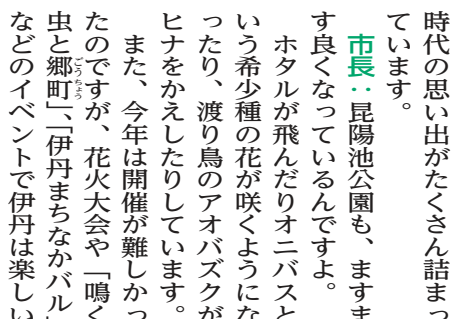 時代の思い出がたくさん詰まっ
ています。
市長：昆陽池公園も、ますま
す良くなっているんですよ。
ホタルが飛んだりオニバスと
いう希少種の花が咲くようにな
ったり、渡り鳥のアオバズクが
ヒナをかえしたりしています。
また、今年は開催が難しかっ
たのですが、花火大会や「鳴く
虫と郷町」、「伊丹まちなかバル」
ごうちょう
などのイベントで伊丹は楽しい